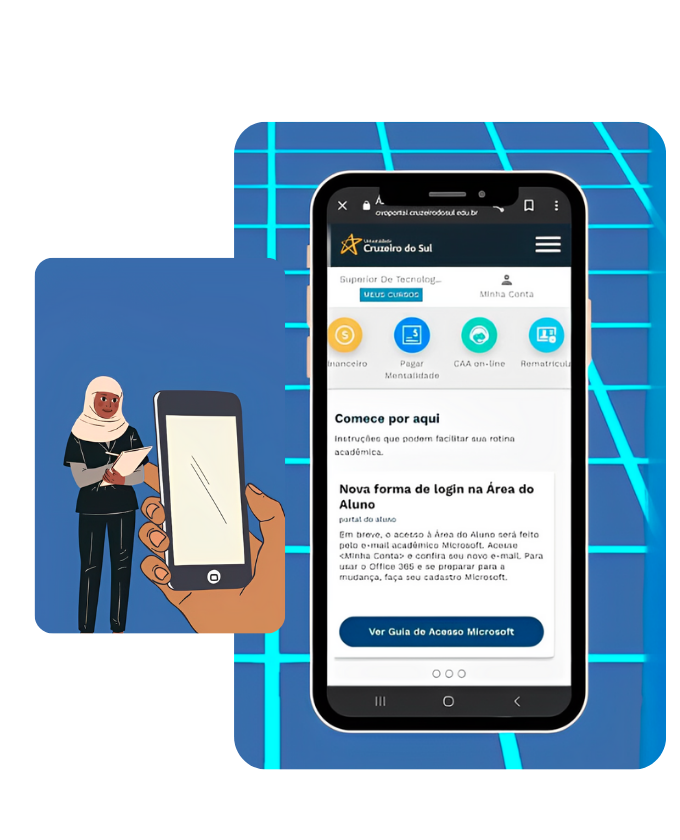 ovoportal.cruzeirodosul.edu.br
Universidade
Cruzeiro do Sul
Superior De Tecnolog...
MEUS CURSOS
Minha Conta
inanceiro
Pagar
Mentalidade
CAA on-line
Rematrícula
Comece por aqui
Instruções que podem facilitar sua rotina
acadêmica.
Nova forma de login na Área do
Aluno
portal do aluno
Em breve, o acesso à Área do Aluno será feito
pelo e-mail acadêmico Microsoft. Acesse
<Minha Conta> e confira seu novo e-mail. Para
usar o Office 365 e se preparar para a
mudança, faça seu cadastro Microsoft.
Ver Guia de Acesso Microsoft